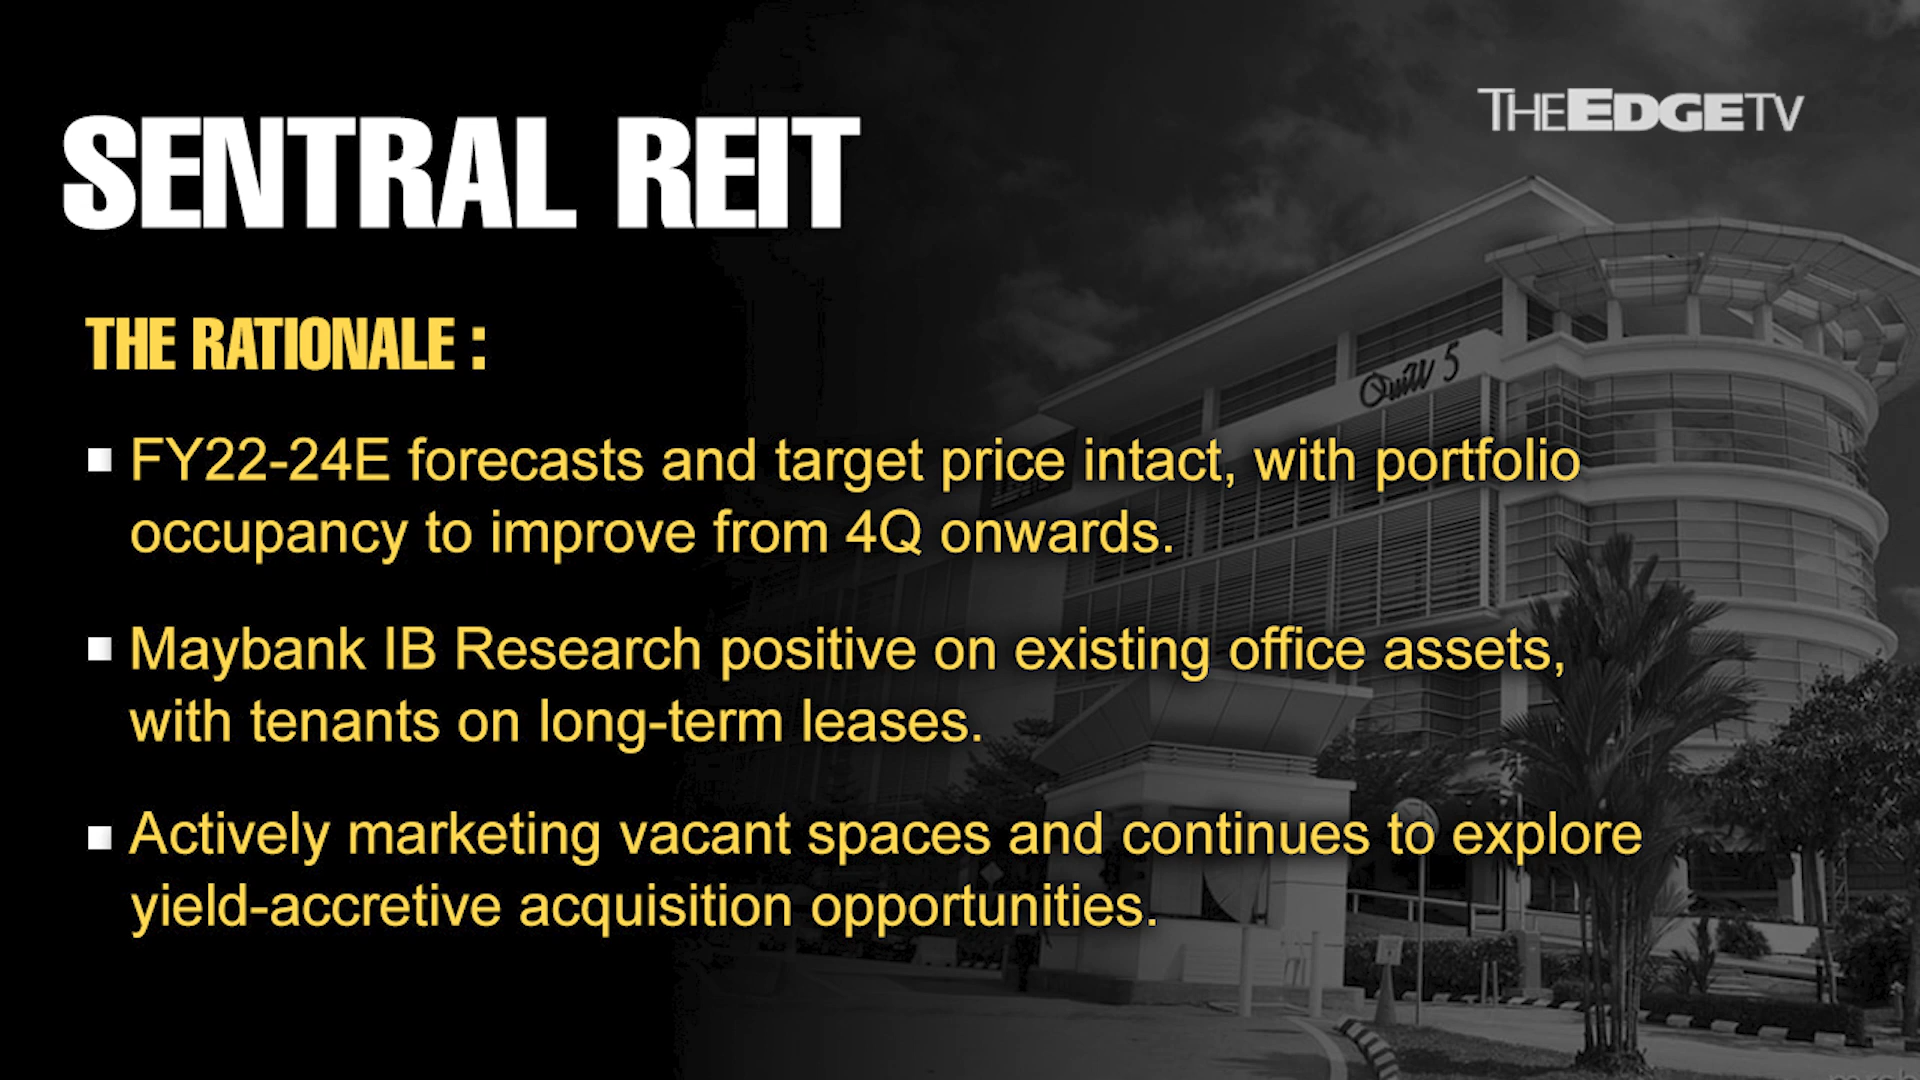 THEEDGETV
SENTRAL REIT
THE RATIONALE :
FY22-24E forecasts and target price intact, with portfolio
occupancy to improve from 4Q onwards.
Maybank IB Research positive on existing office assets,
with tenants on long-term leases.
Actively marketing vacant spaces and continues to explore
yield-accretive acquisition opportunities.
Quill 5